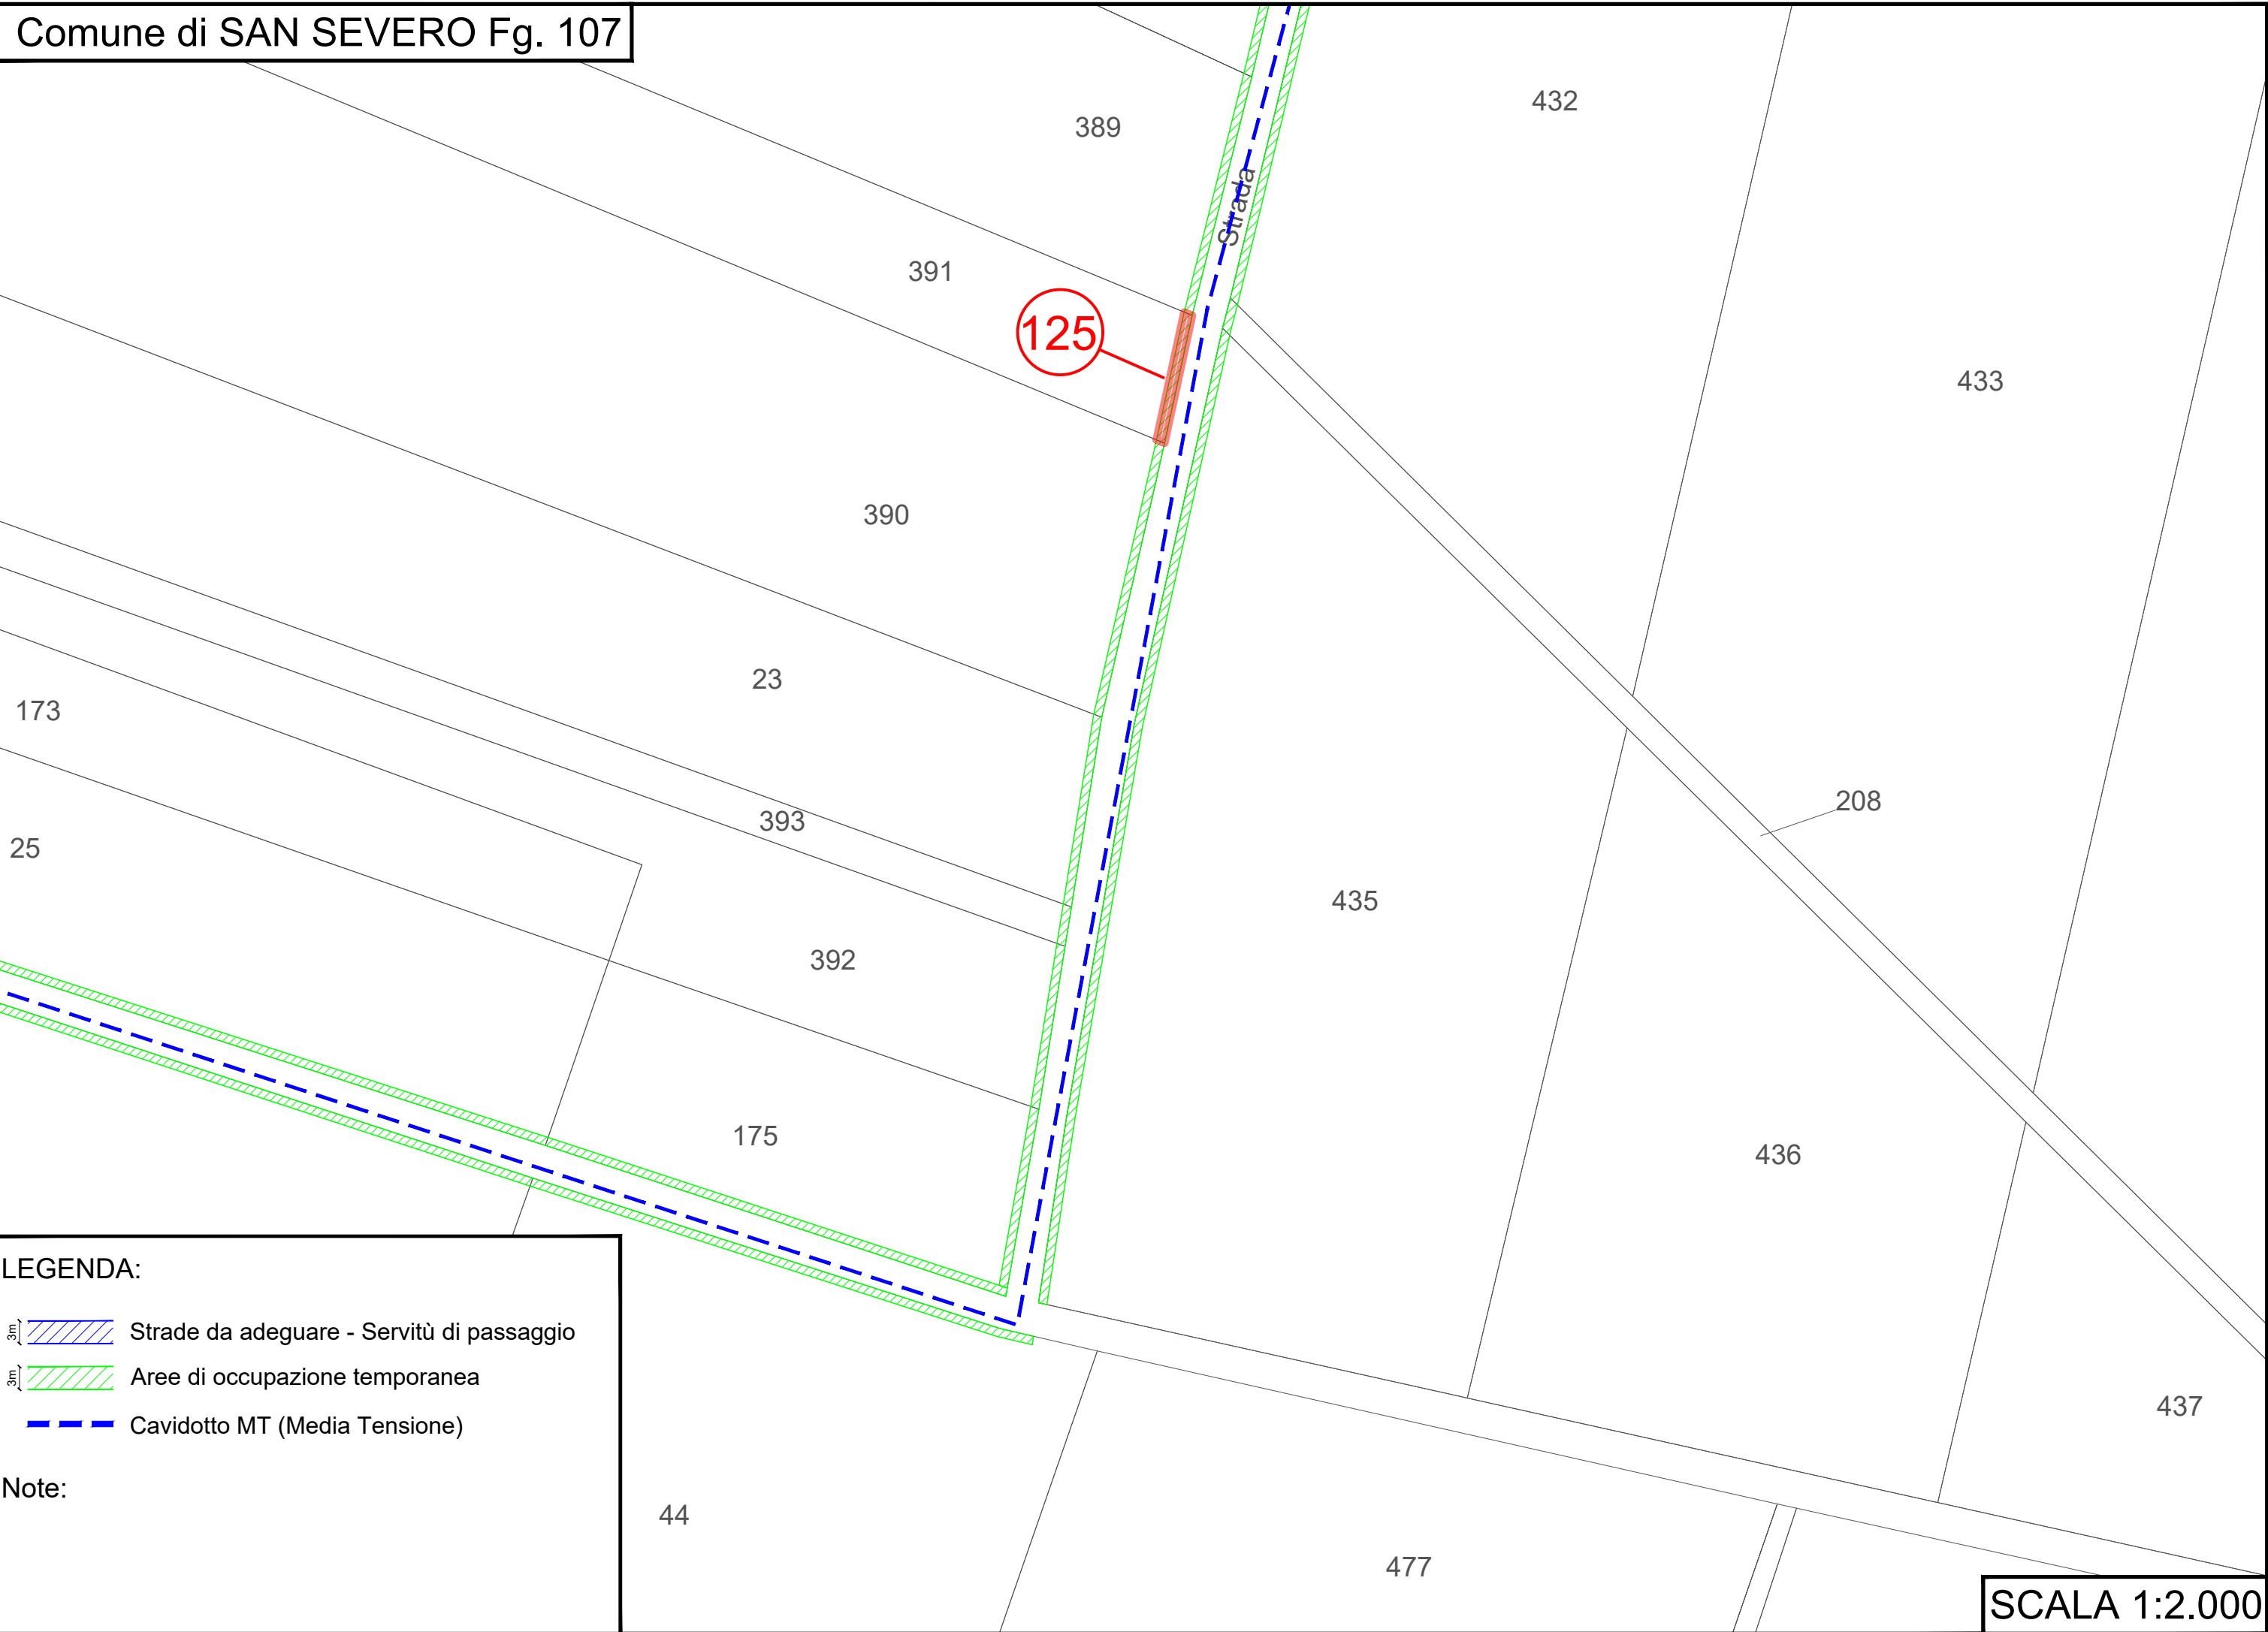 Comune di SAN SEVERO Fg. 107
432
389
Strada
391
125
433
390
23
173
208
393
25
435
392
175
436
LEGENDA:
3m Strade da adeguare - Servitù di passaggio
3m Aree di occupazione temporanea
Cavidotto MT (Media Tensione)
437
Note:
44
477
SCALA 1:2.000